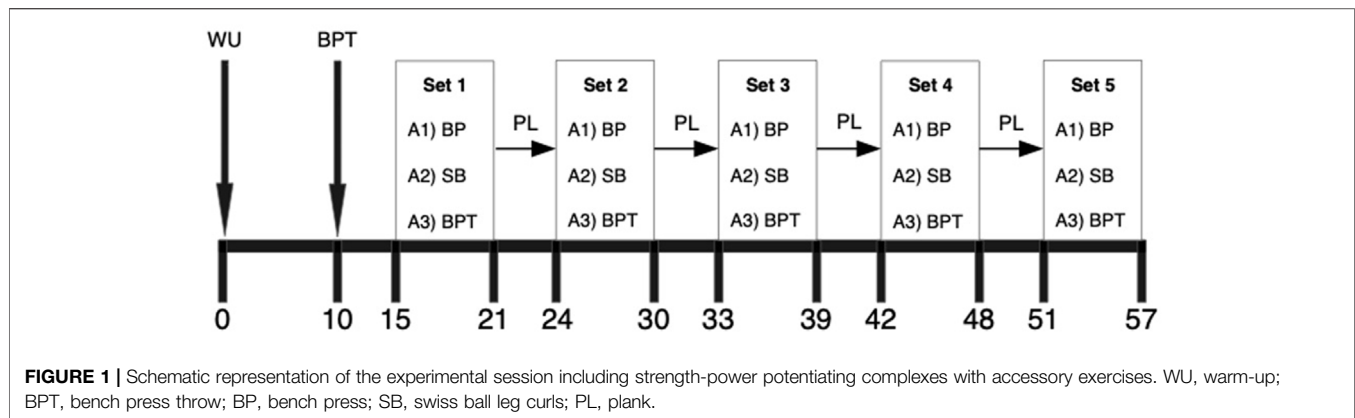 WU BPT
Set 1 Set 2 Set 3 Set 4 Set 5
A1) BP PL A1) BP PL A1) BP PL A1) BP PL A1) BP
A2) SB A2) SB A2) SB A2) SB A2) SB
A3) BPT A3) BPT A3) BPT A3) BPT A3) BPT
0 10 15 21 24 30 33 39 42 48 51 57
FIGURE 1 | Schematic representation of the experimental session including strength-power potentiating complexes with accessory exercises. WU, warm-up;
BPT, bench press throw; BP, bench press; SB, swiss ball leg curls; PL, plank.